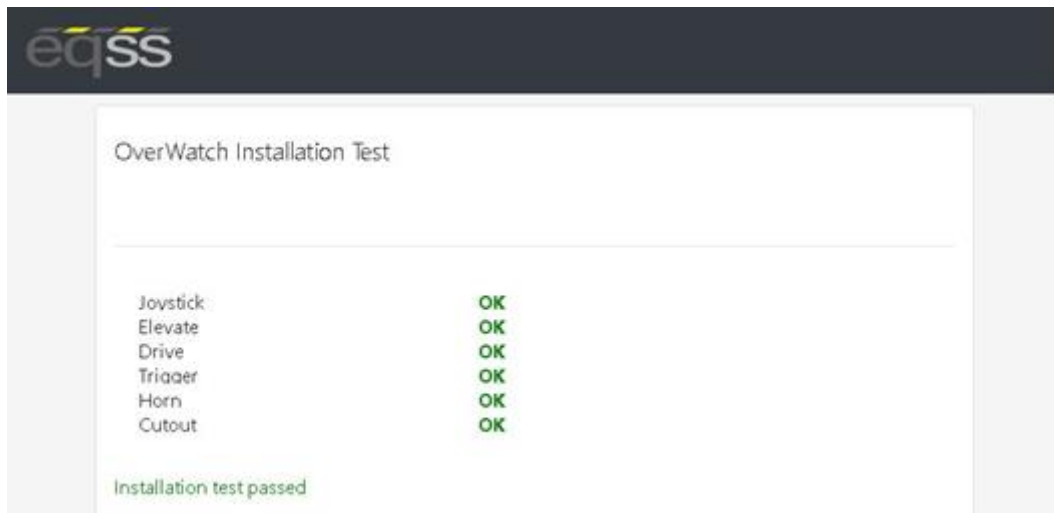 eqss
OverWatch Installation Test
Joystick OK
Elevate OK
Drive OK
Trigger OK
Horn OK
Cutout OK
Installation test passed